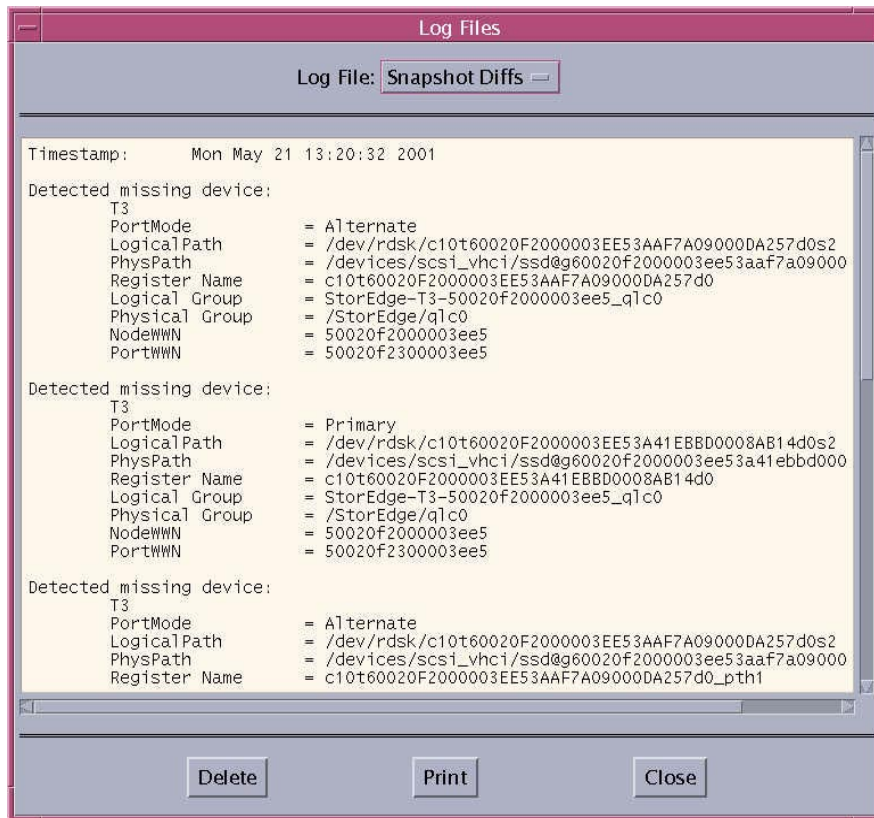 Log Files
Log File: Snapshot Diffs
Timestamp: Mon May 21 13:20:32 2001
Detected missing device:
T3
PortMode = Alternate
LogicalPath = /dev/rdsk/c10t60020F2000003EE53AAF7A09000DA257d0s2
PhysPath = /devices/scsi_vhci/ssd@g60020f2000003ee53aaf7a09000
Register Name = c10t60020F2000003EE53AAF7A09000DA257d0
Logical Group = StorEdge-T3-50020f2000003ee5_qlc0
Physical Group = /StorEdge/qlc0
NodeWWN = 50020f2000003ee5
PortWWN = 50020f2300003ee5
Detected missing device:
T3
PortMode = Primary
LogicalPath = /dev/rdsk/c10t60020F2000003EE53A41EBBD0008AB14d0s2
PhysPath = /devices/scsi_vhci/ssd@g60020f2000003ee53a41ebbd000
Register Name = c10t60020F2000003EE53A41EBBD0008AB14d0
Logical Group = StorEdge-T3-50020f2000003ee5_qlc0
Physical Group = /StorEdge/qlc0
NodeWWN = 50020f2000003ee5
PortWWN = 50020f2300003ee5
Detected missing device:
T3
PortMode = Alternate
LogicalPath = /dev/rdsk/c10t60020F2000003EE53AAF7A09000DA257d0s2
PhysPath = /devices/scsi_vhci/ssd@g60020f2000003ee53aaf7a09000
Register Name = c10t60020F2000003EE53AAF7A09000DA257d0_pth1
Delete Print Close